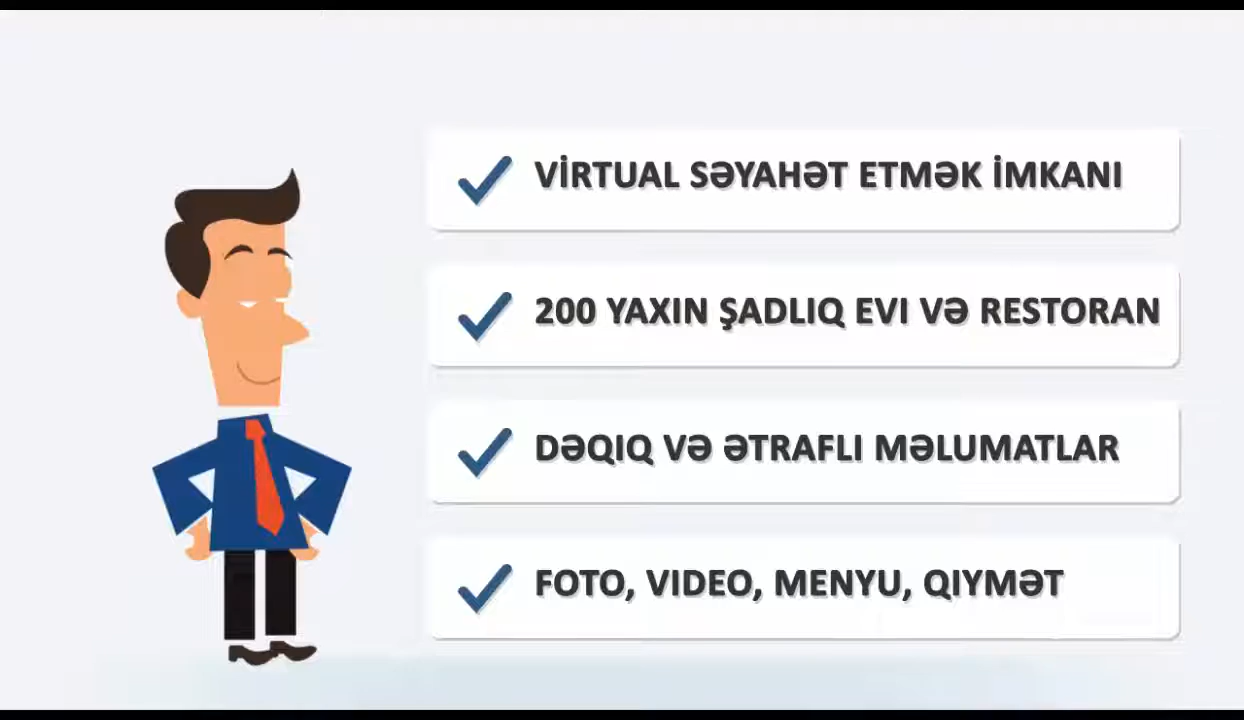 VİRTUAL SƏYAHƏT ETMƏK İMKANI
200 YAXIN ŞADLIQ EVI VƏ RESTORAN
DƏQIQ VƏ ƏTRAFLI MƏLUMATLAR
FOTO, VIDEO, MENYU, QIYMƏT